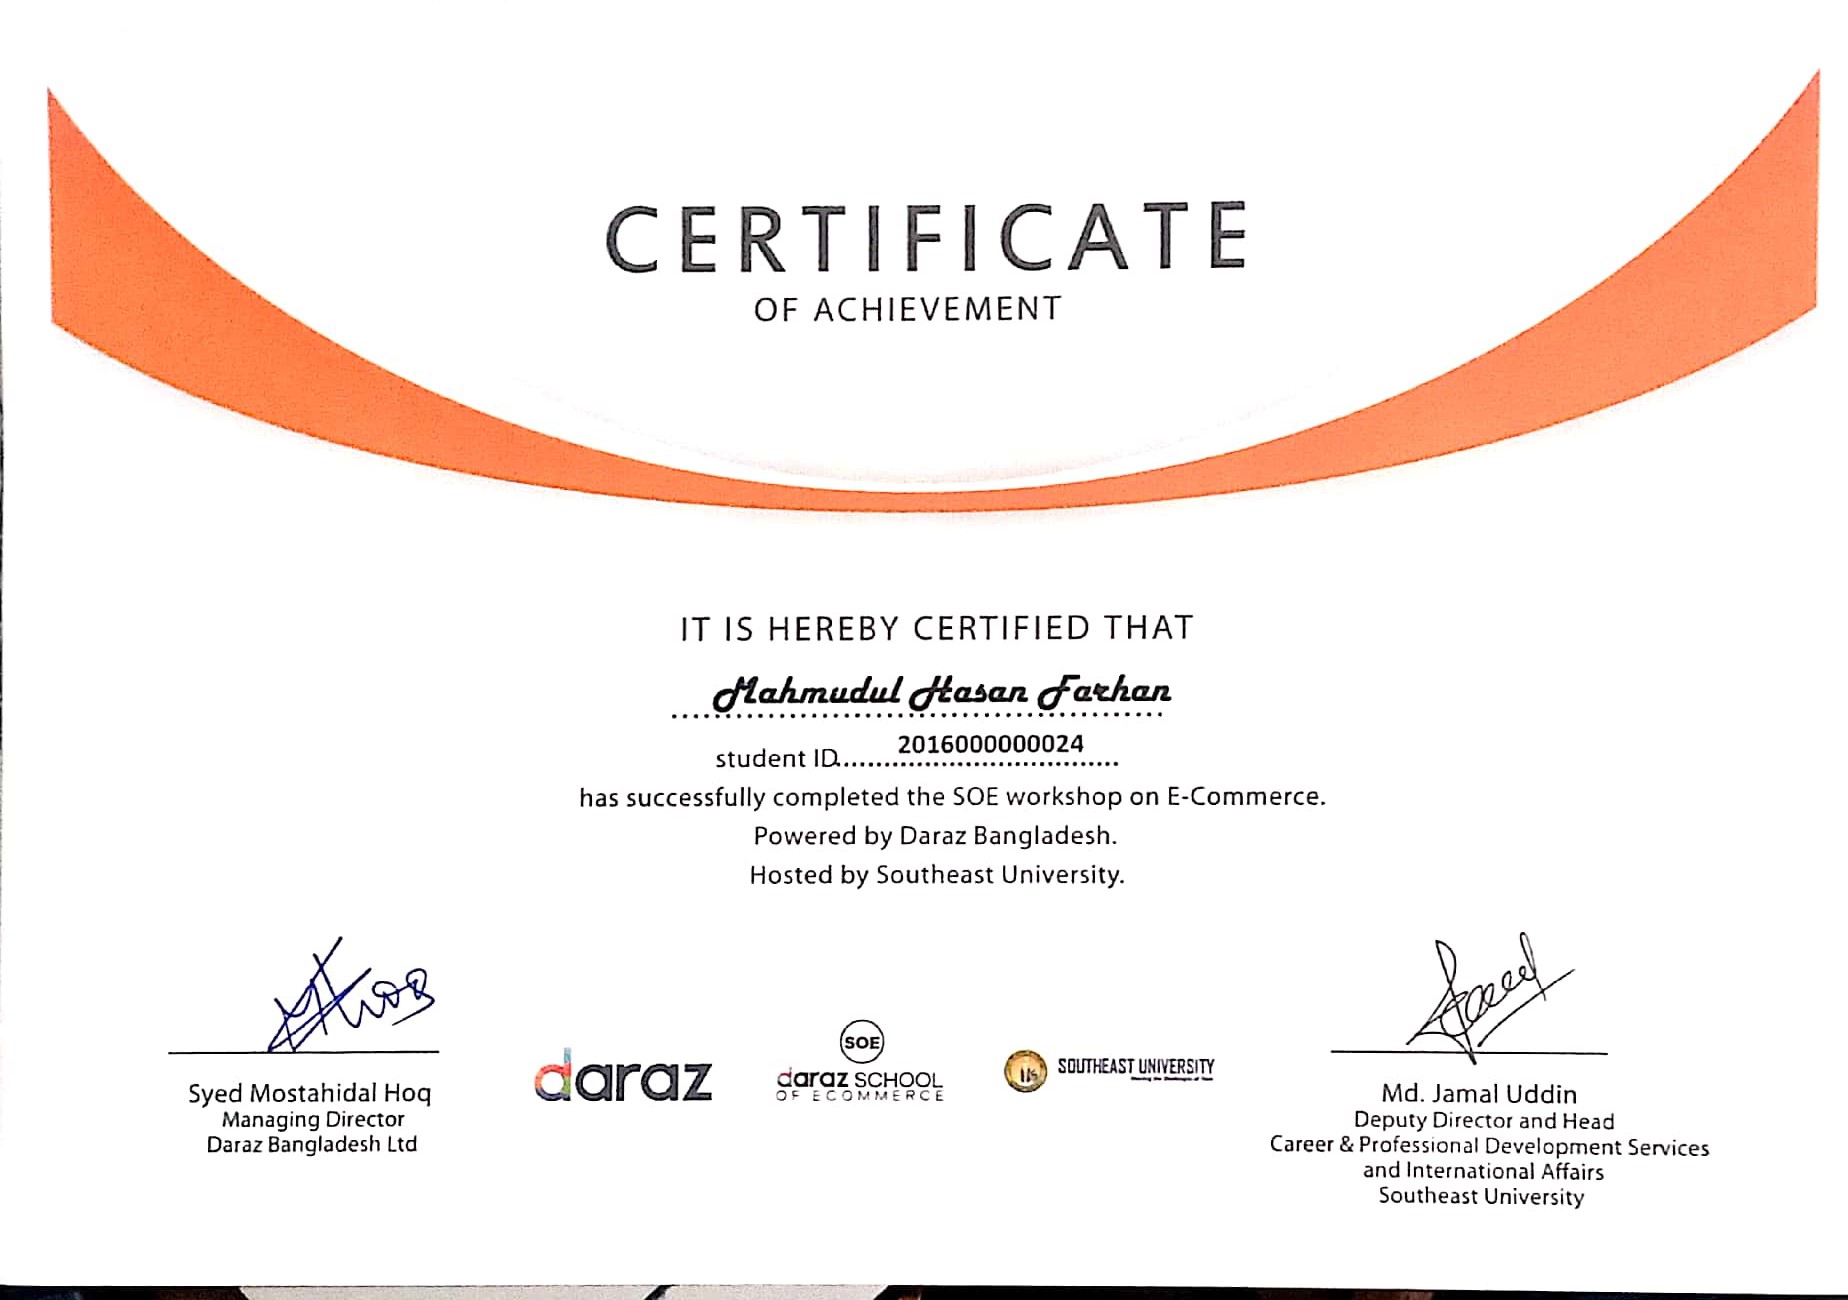 CERTIFICATE
OF ACHIEVEMENT
IT IS HEREBY CERTIFIED THAT
Mahmudul Hasan Farhan
student ID.......2016000000024.......
has successfully completed the SOE workshop on E-Commerce.
Powered by Daraz Bangladesh.
Hosted by Southeast University.
Syed Mostahidal Hoq
Managing Director
Daraz Bangladesh Ltd
daraz
SOE
daraz SCHOOL
OF ECOMMERCE
SOUTHEAST UNIVERSITY
Md. Jamal Uddin
Deputy Director and Head
Career & Professional Development Services
and International Affairs
Southeast University